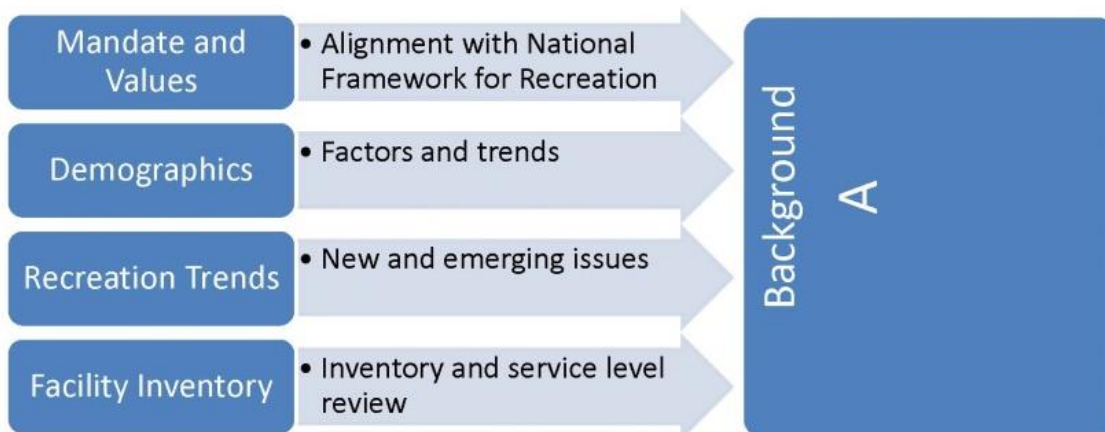 Mandate and
Values
• Alignment with National
Framework for Recreation
Demographics
• Factors and trends
Recreation Trends
• New and emerging issues
Facility Inventory
• Inventory and service level
review
Background
A